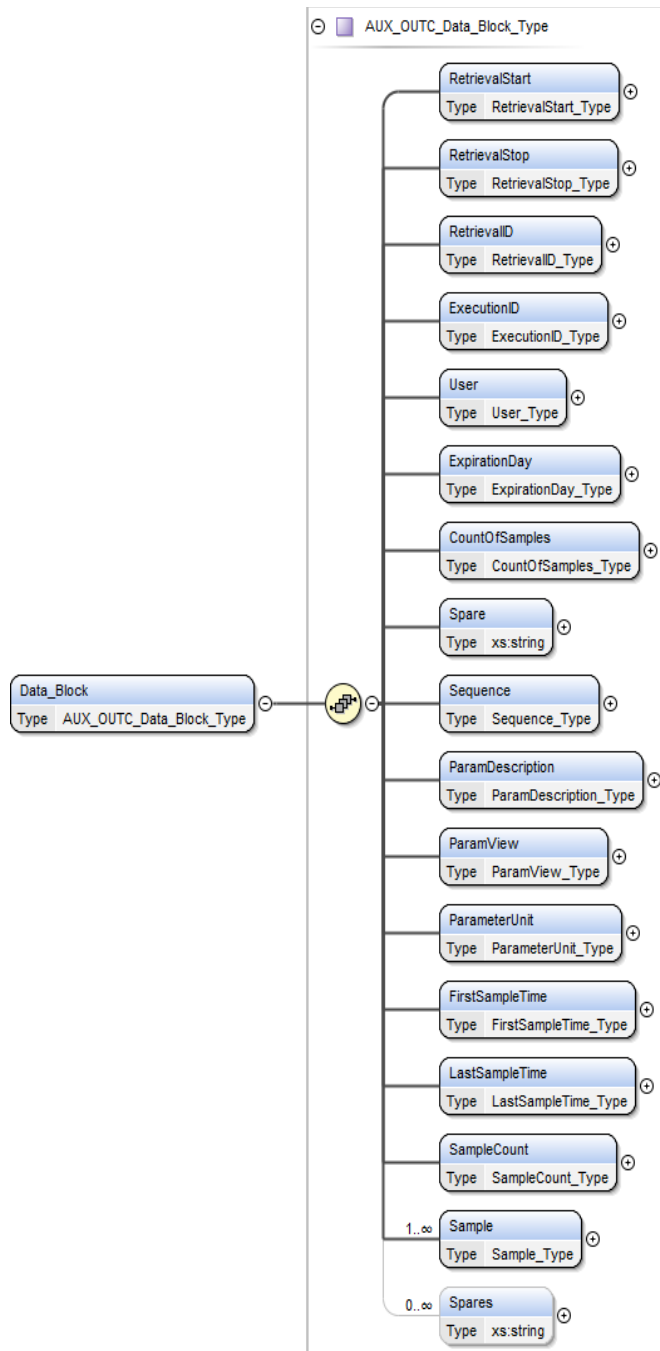 AUX_OUTC_Data_Block_Type
RetrievalStart
Type RetrievalStart_Type
RetrievalStop
Type RetrievalStop_Type
RetrievalID
Type RetrievalID_Type
ExecutionID
Type ExecutionID_Type
User
Type User_Type
ExpirationDay
Type ExpirationDay_Type
CountOfSamples
Type CountOfSamples_Type
Spare
Type xs:string
Data_Block
Type AUX_OUTC_Data_Block_Type
Sequence
Type Sequence_Type
ParamDescription
Type ParamDescription_Type
ParamView
Type ParamView_Type
ParameterUnit
Type ParameterUnit_Type
FirstSampleTime
Type FirstSampleTime_Type
LastSampleTime
Type LastSampleTime_Type
SampleCount
Type SampleCount_Type
1..∞ Sample
Type Sample_Type
0..∞ Spares
Type xs:string